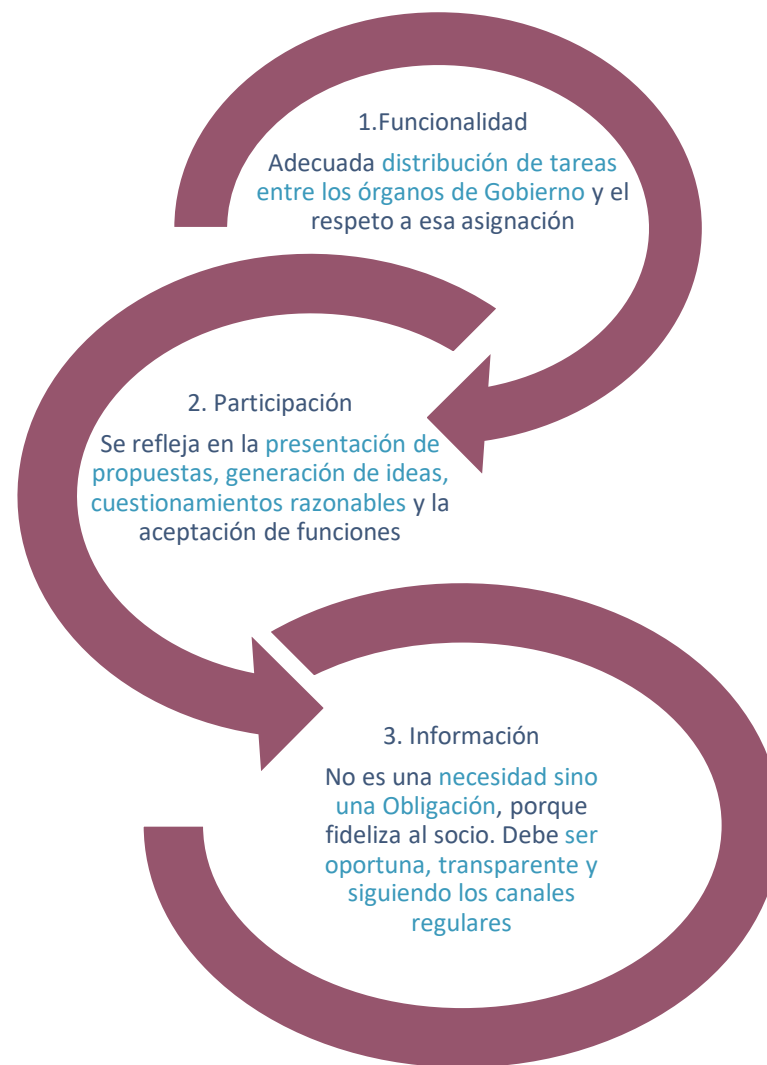 1.Funcionalidad
Adecuada distribución de tareas
entre los órganos de Gobierno y el
respeto a esa asignación
2. Participación
Se refleja en la presentación de
propuestas, generación de ideas,
cuestionamientos razonables y la
aceptación de funciones
3. Información
No es una necesidad sino
una Obligación, porque
fideliza al socio. Debe ser
oportuna, transparente y
siguiendo los canales
regulares